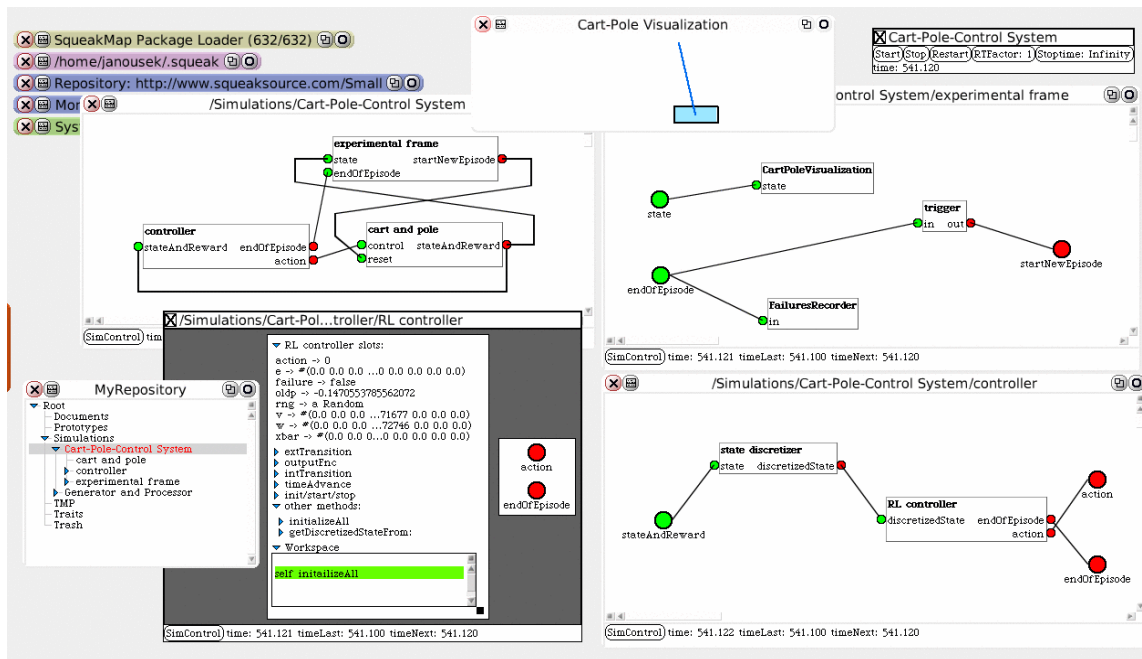 SqueakMap Package Loader (632/632)
/home/janousek/.squeak
Repository: http://www.squeaksource.com/Small
Mor
Sys
Cart-Pole Visualization
Cart-Pole-Control System
Start Stop Restart RTFactor: 1 Stoptime: Infinity
time: 541.120
/Simulations/Cart-Pole-Control System
experimental frame
state startNewEpisode
endOfEpisode
controller
stateAndReward endOfEpisode
action
cart and pole
control stateAndReward
reset
SimControl tim
ontrol System/experimental frame
CartPoleVisualization
state
state
trigger
in out
startNewEpisode
endOfEpisode
FailuresRecorder
in
SimControl time: 541.121 timeLast: 541.100 timeNext: 541.120
/Simulations/Cart-Pol...troller/RL controller
RL controller slots:
action -> 0
e -> #(0.0 0.0 0.0 ...0 0.0 0.0 0.0 0.0)
failure -> false
oldp -> -0.1470553785562072
rng -> a Random
v -> #(0.0 0.0 0.0 ...71677 0.0 0.0 0.0)
w -> #(0.0 0.0 0.0 ...72746 0.0 0.0 0.0)
xbar -> #(0.0 0.0 0...0 0.0 0.0 0.0 0.0)
extTransition
outputFnc
intTransition
timeAdvance
init/start/stop
other methods:
initializeAll
getDiscretizedStateFrom:
Workspace
self initailizeAll
action
endOfEpisode
SimControl time: 541.121 timeLast: 541.100 timeNext: 541.120
MyRepository
Root
Documents
Prototypes
Simulations
Cart-Pole-Control System
cart and pole
controller
experimental frame
Generator and Processor
TMP
Traits
Trash
/Simulations/Cart-Pole-Control System/controller
state discretizer
state discretizedState
stateAndReward
RL controller
discretizedState endOfEpisode
action
action
endOfEpisode
SimControl time: 541.122 timeLast: 541.100 timeNext: 541.120